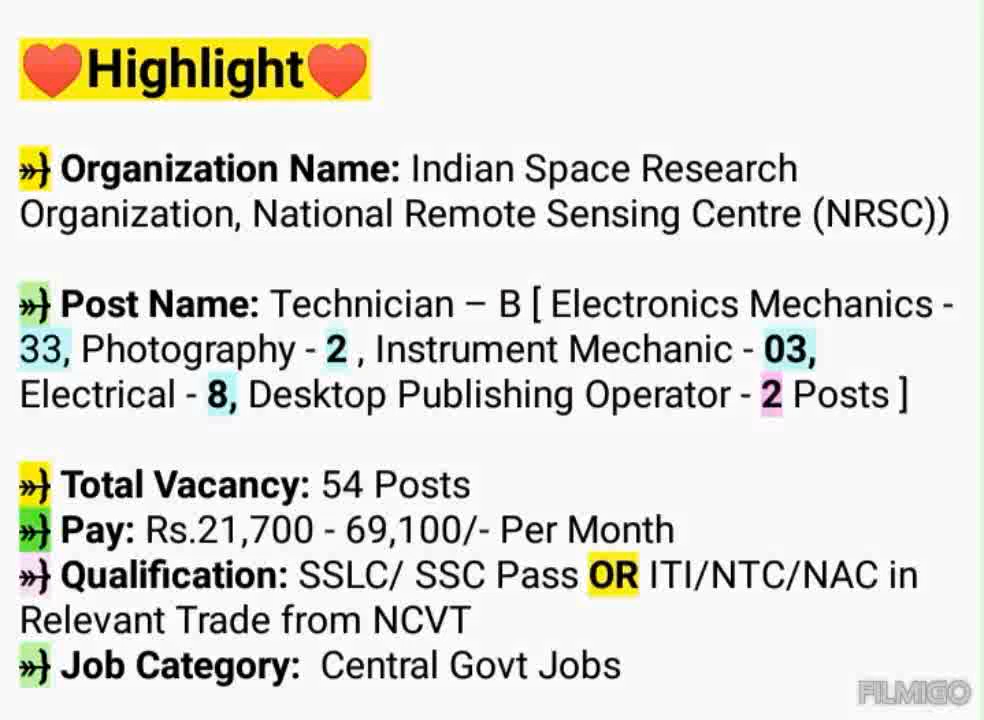 ❤️Highlight❤️
»} Organization Name: Indian Space Research
Organization, National Remote Sensing Centre (NRSC))
»} Post Name: Technician – B [ Electronics Mechanics -
33, Photography - 2 , Instrument Mechanic - 03,
Electrical - 8, Desktop Publishing Operator - 2 Posts ]
»} Total Vacancy: 54 Posts
»} Pay: Rs.21,700 - 69,100/- Per Month
»} Qualification: SSLC/ SSC Pass OR ITI/NTC/NAC in
Relevant Trade from NCVT
»} Job Category: Central Govt Jobs
FILMIGO